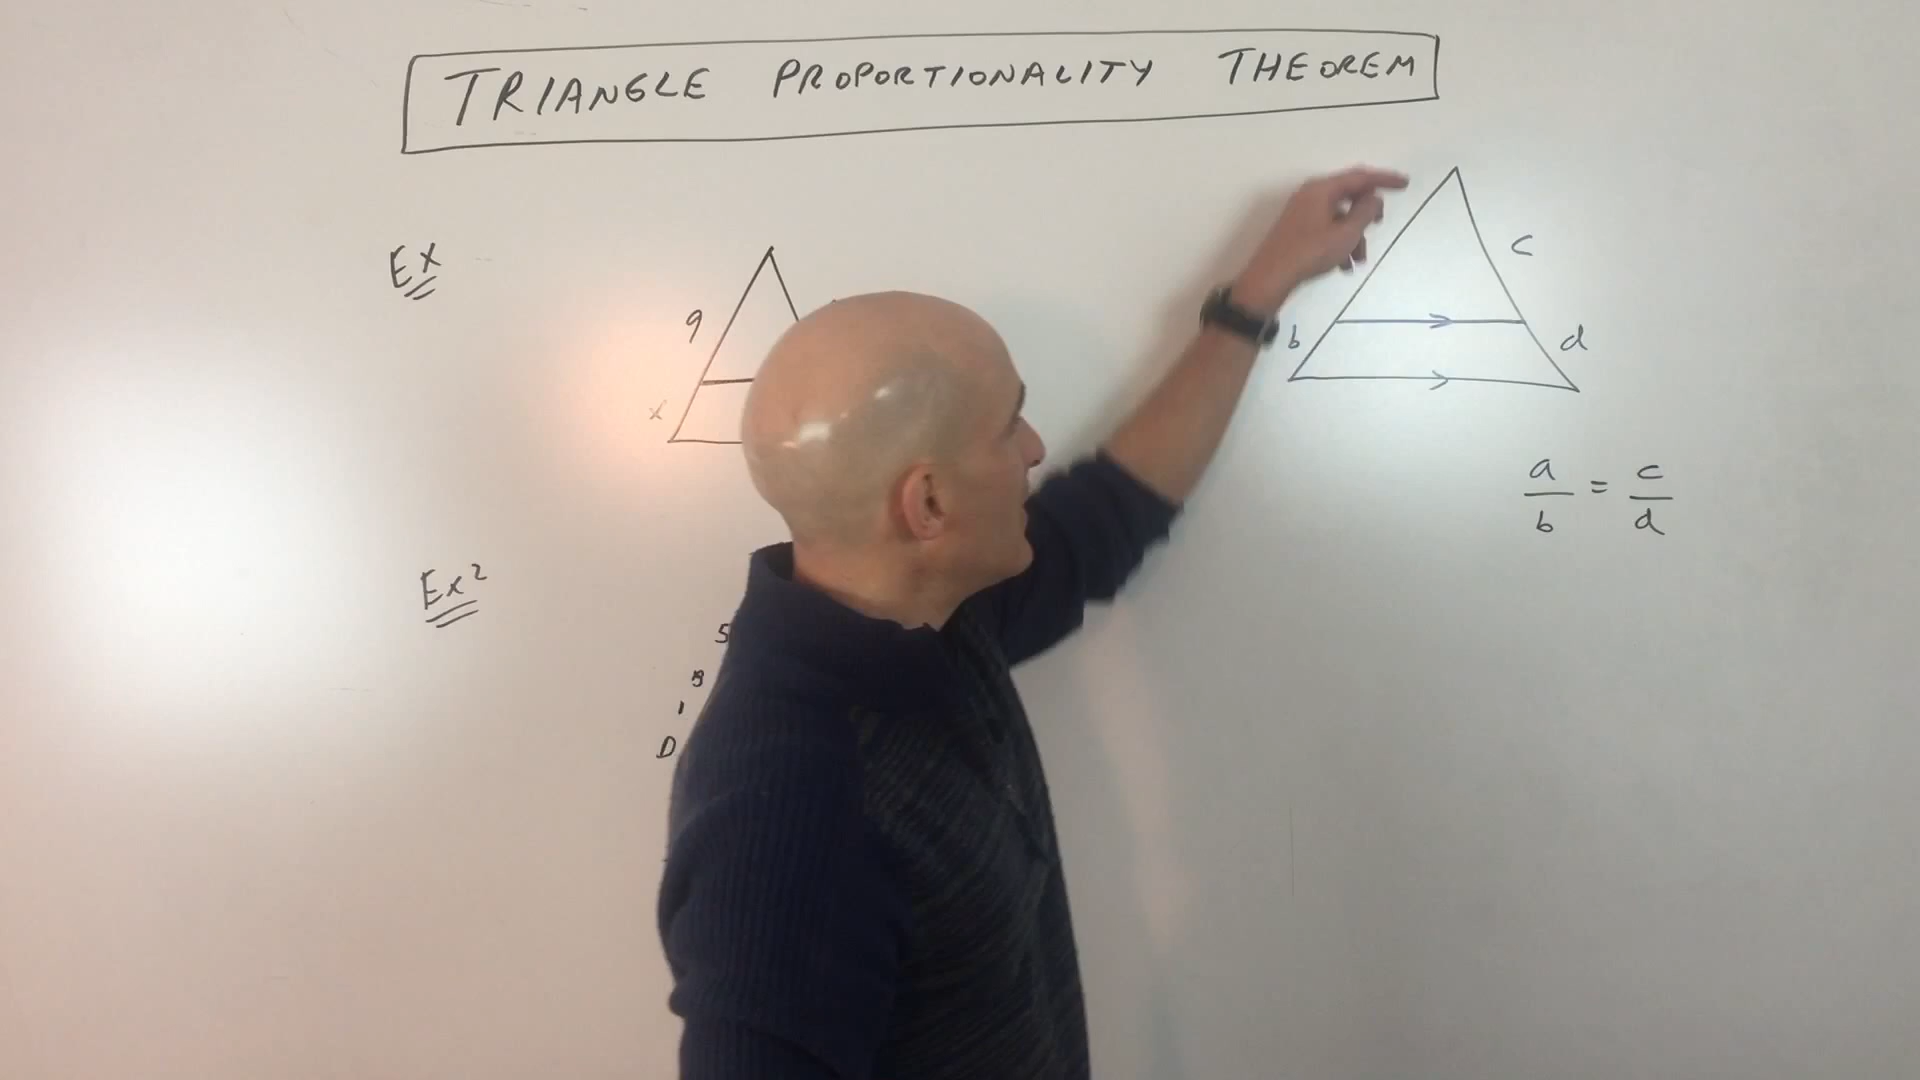 TRIANGLE PROPORTIONALITY THEOREM
Ex
9
x
c
b
d
a/b = c/d
Ex²
5
B
D